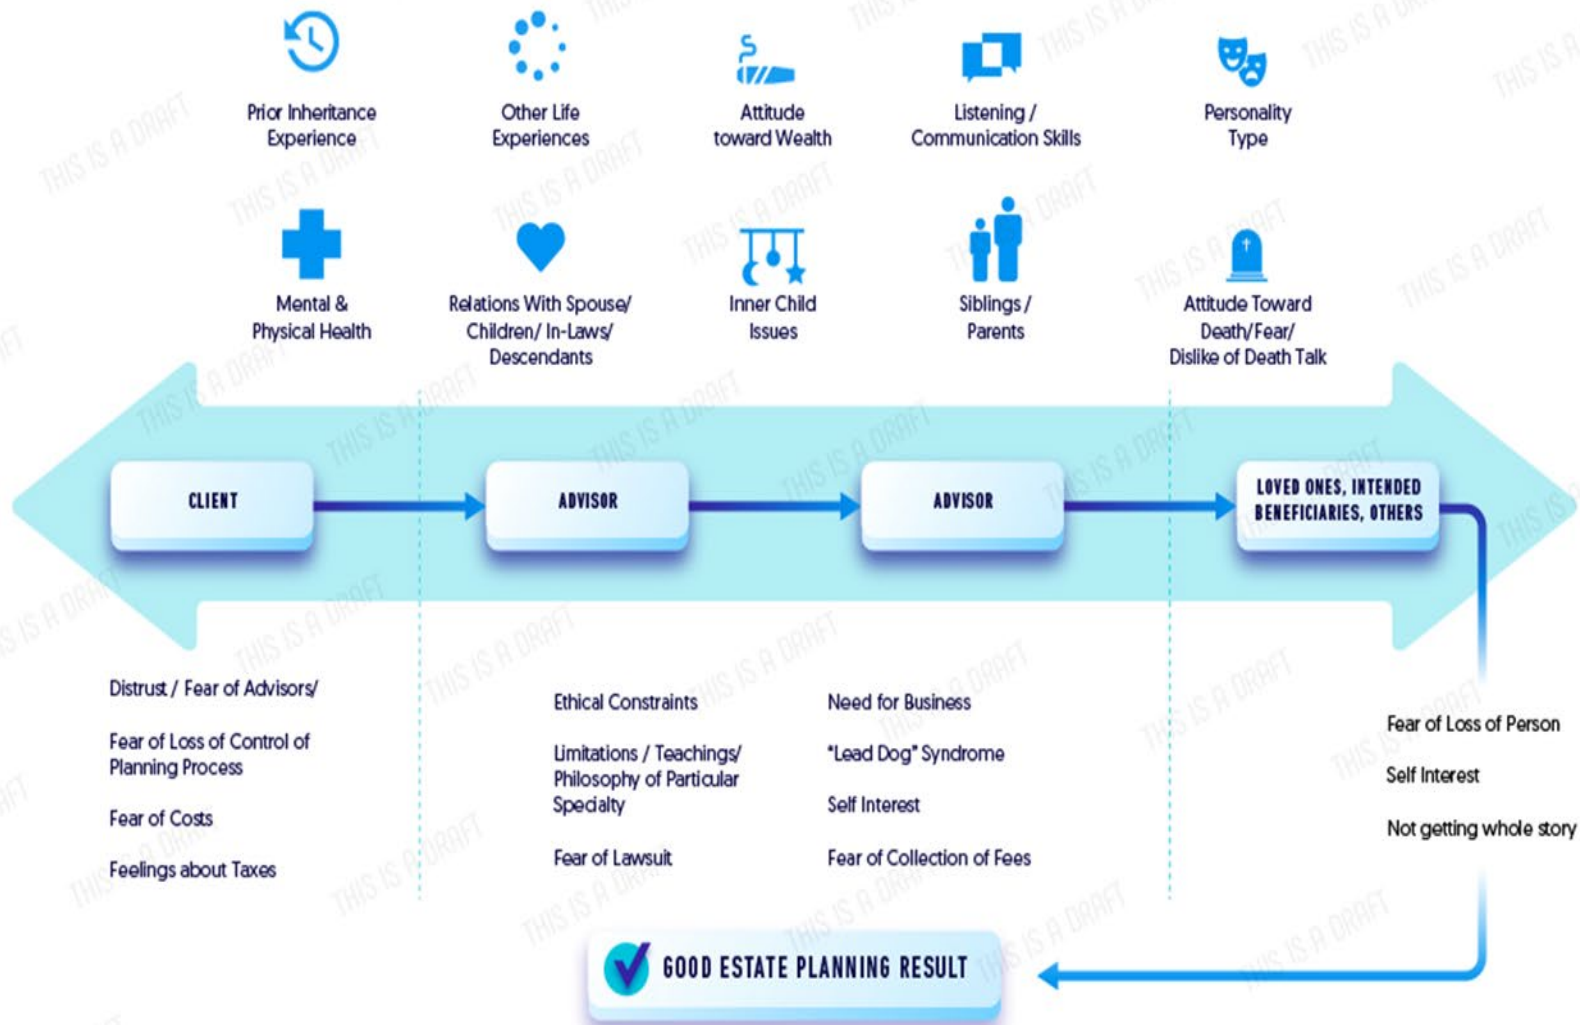 Prior Inheritance
Experience
Other Life
Experiences
Attitude
toward Wealth
Listening /
Communication Skills
Personality
Type
Mental &
Physical Health
Relations With Spouse/
Children/ In-Laws/
Descendants
Inner Child
Issues
Siblings /
Parents
Attitude Toward
Death/Fear/
Dislike of Death Talk
CLIENT
ADVISOR
ADVISOR
LOVED ONES, INTENDED
BENEFICIARIES, OTHERS
Distrust / Fear of Advisors/
Fear of Loss of Control of
Planning Process
Fear of Costs
Feelings about Taxes
Ethical Constraints
Limitations / Teachings/
Philosophy of Particular
Specialty
Fear of Lawsuit
Need for Business
"Lead Dog" Syndrome
Self Interest
Fear of Collection of Fees
Fear of Loss of Person
Self Interest
Not getting whole story
GOOD ESTATE PLANNING RESULT
THIS IS A DRAFT